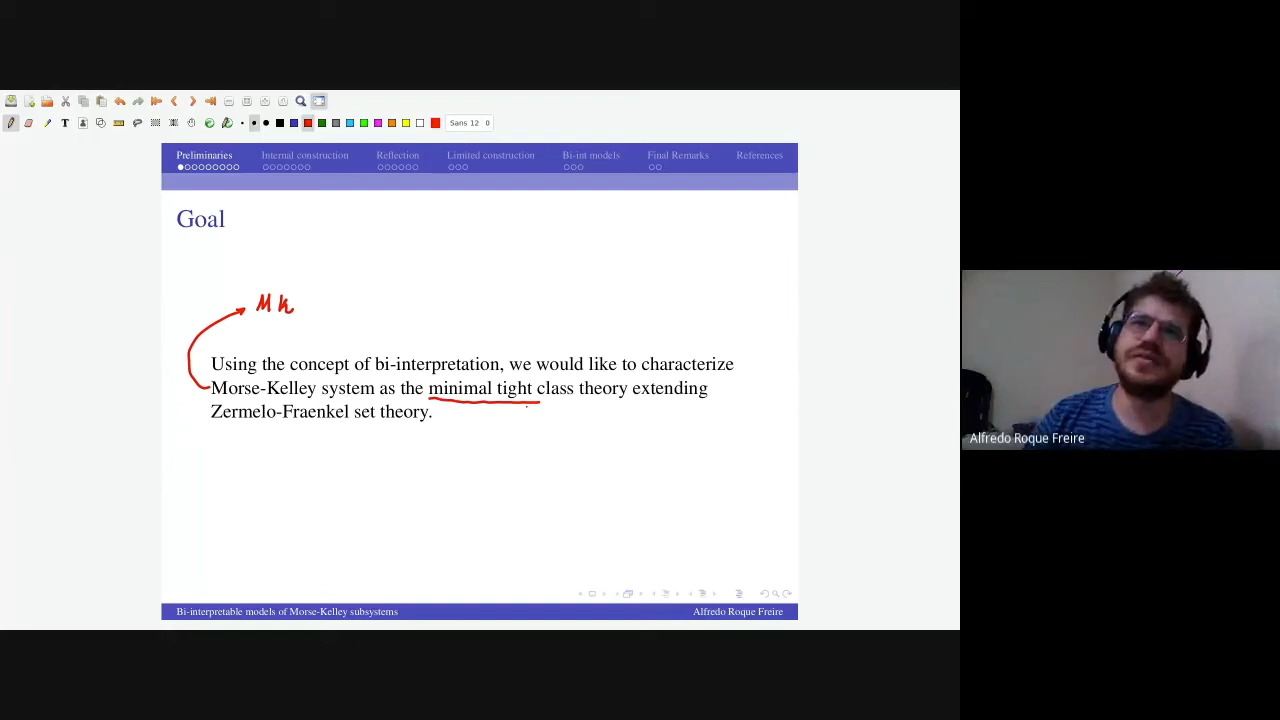 Sans 12
Preliminaries
Internal construction
Reflection
Limited construction
Bi-int models
Final Remarks
References
Goal
MK
Using the concept of bi-interpretation, we would like to characterize
Morse-Kelley system as the minimal tight class theory extending
Zermelo-Fraenkel set theory.
Bi-interpretable models of Morse-Kelley subsystems
Alfredo Roque Freire
Alfredo Roque Freire